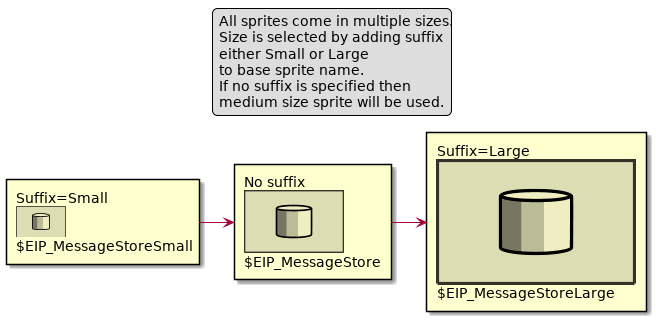 All sprites come in multiple sizes.
Size is selected by adding suffix
either Small or Large
to base sprite name.
If no suffix is specified then
medium size sprite will be used.
Suffix=Small
$EIP_MessageStoreSmall
No suffix
$EIP_MessageStore
Suffix=Large
$EIP_MessageStoreLarge